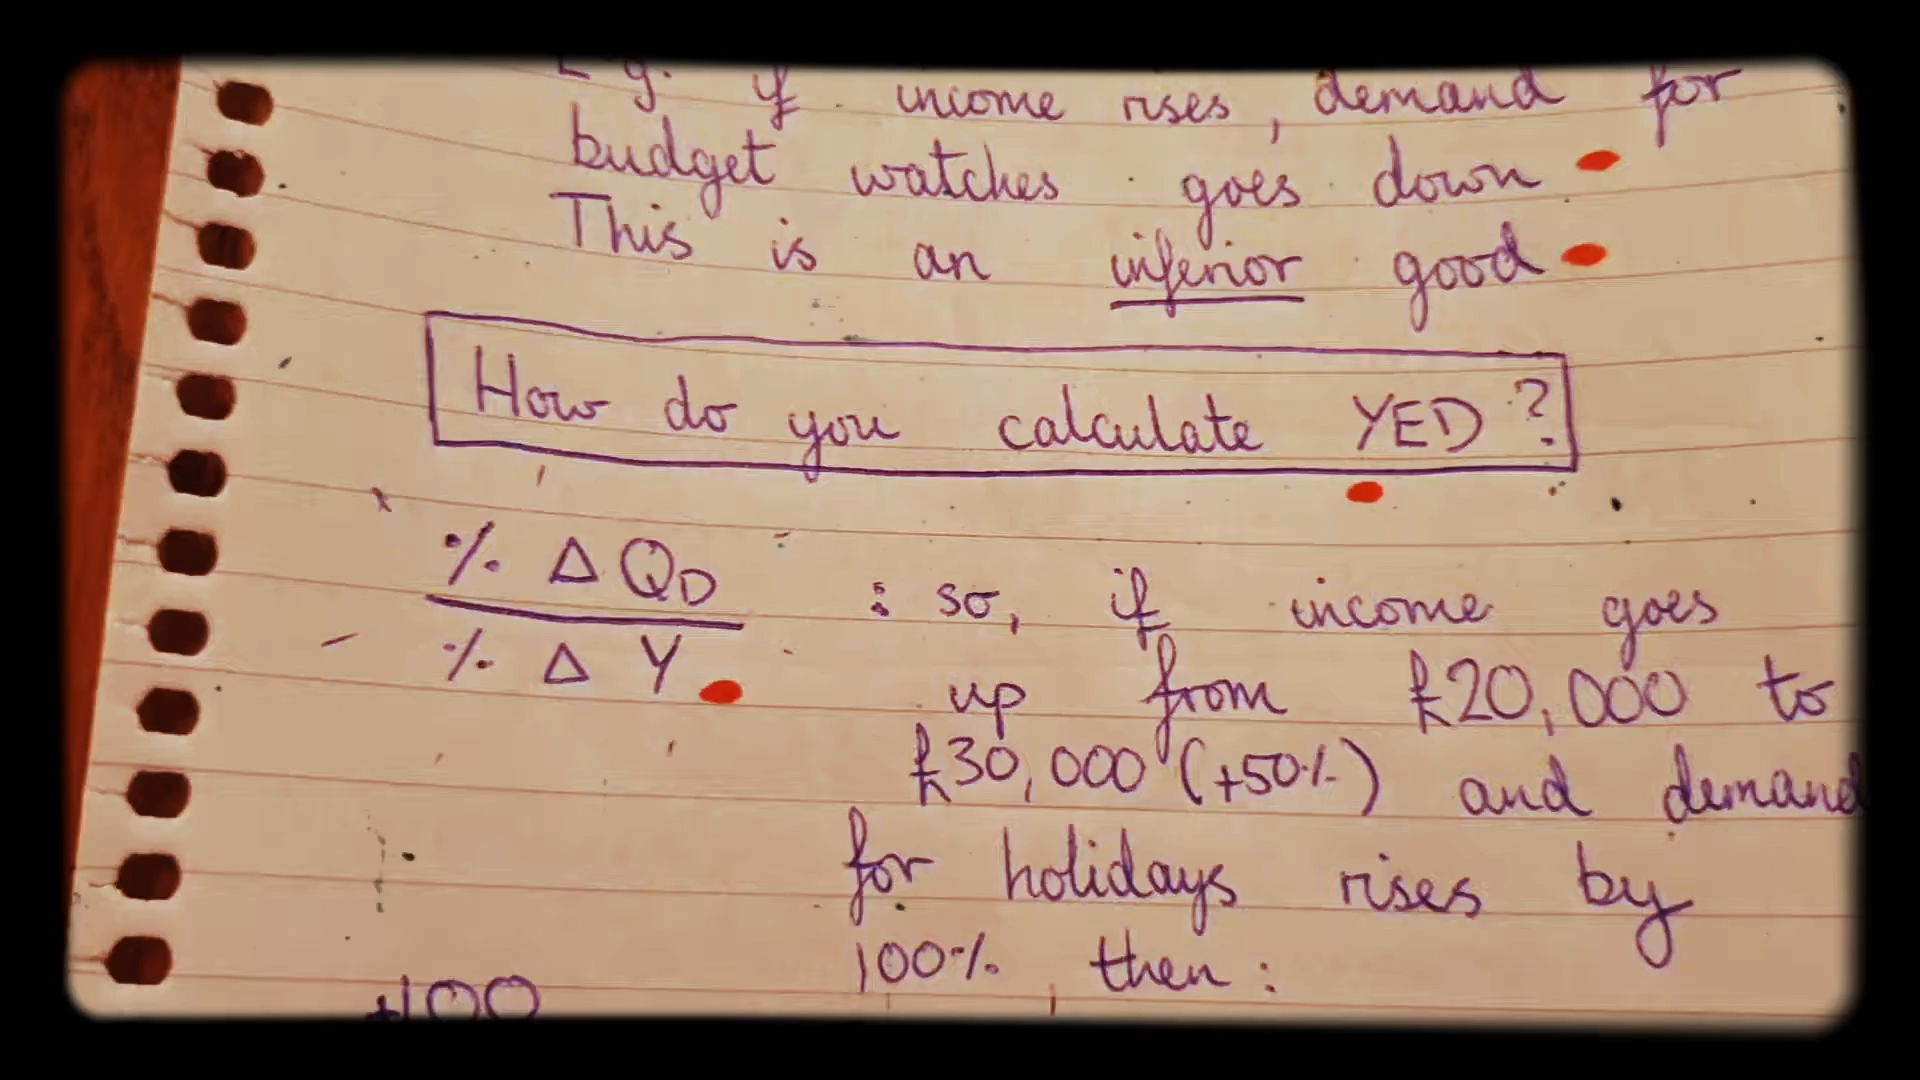 E.g. if income rises, demand for
budget watches goes down
This is an inferior good
How do you calculate YED?
% Δ QD
% Δ Y
: so, if income goes
up from £20,000 to
£30,000 (+50%) and demand
for holidays rises by
100% then:
+100